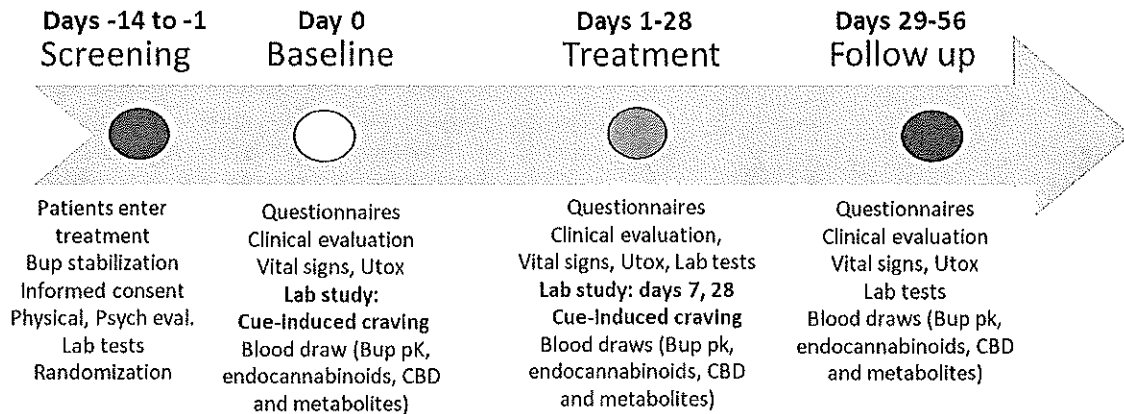 Days -14 to -1
Screening
Day 0
Baseline
Days 1-28
Treatment
Days 29-56
Follow up
Patients enter
treatment
Bup stabilization
Informed consent
Physical, Psych eval.
Lab tests
Randomization
Questionnaires
Clinical evaluation
Vital signs, Utox
Lab study:
Cue-Induced craving
Blood draw (Bup pK,
endocannabinoids, CBD
and metabolites)
Questionnaires
Clinical evaluation,
Vital signs, Utox, Lab tests
Lab study: days 7, 28
Cue-Induced craving
Blood draws (Bup pk,
endocannabinoids, CBD
and metabolites)
Questionnaires
Clinical evaluation
Vital signs, Utox
Lab tests
Blood draws (Bup pk,
endocannabinoids, CBD
and metabolites)